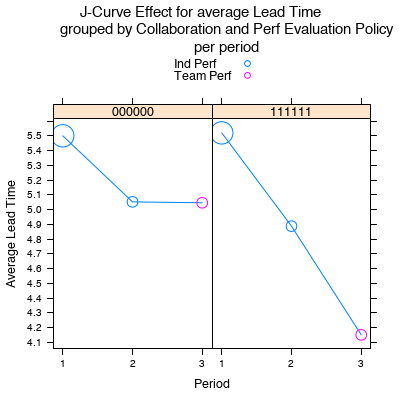 J-Curve Effect for average Lead Time
grouped by Collaboration and Perf Evaluation Policy
per period
Ind Perf
Team Perf
000000 111111
5.5
5.4
5.3
5.2
5.1
5.0
4.9
4.8
4.7
4.6
4.5
4.4
4.3
4.2
4.1
Average Lead Time
1 2 3 1 2 3
Period